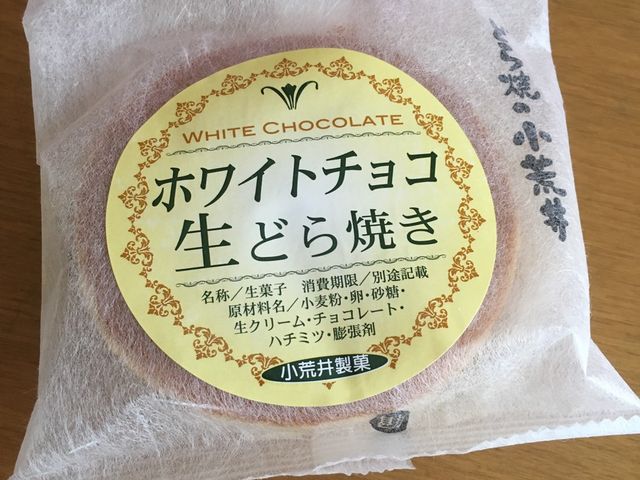 WHITE CHOCOLATE
ホワイトチョコ
生どら焼き
名称／生菓子　消費期限／別途記載
原材料名／小麦粉・卵・砂糖・
生クリーム・チョコレート・
ハチミツ・膨張剤
小荒井製菓
どら焼の小荒井